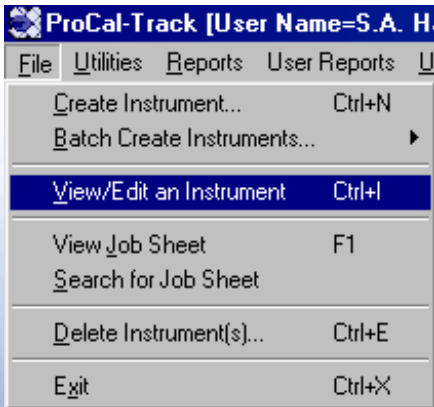 ProCal-Track [User Name=S.A. Ha
File Utilities Reports User Reports U
Create Instrument... Ctrl+N
Batch Create Instruments...
View/Edit an Instrument Ctrl+I
View Job Sheet F1
Search for Job Sheet
Delete Instrument(s)... Ctrl+E
Exit Ctrl+X